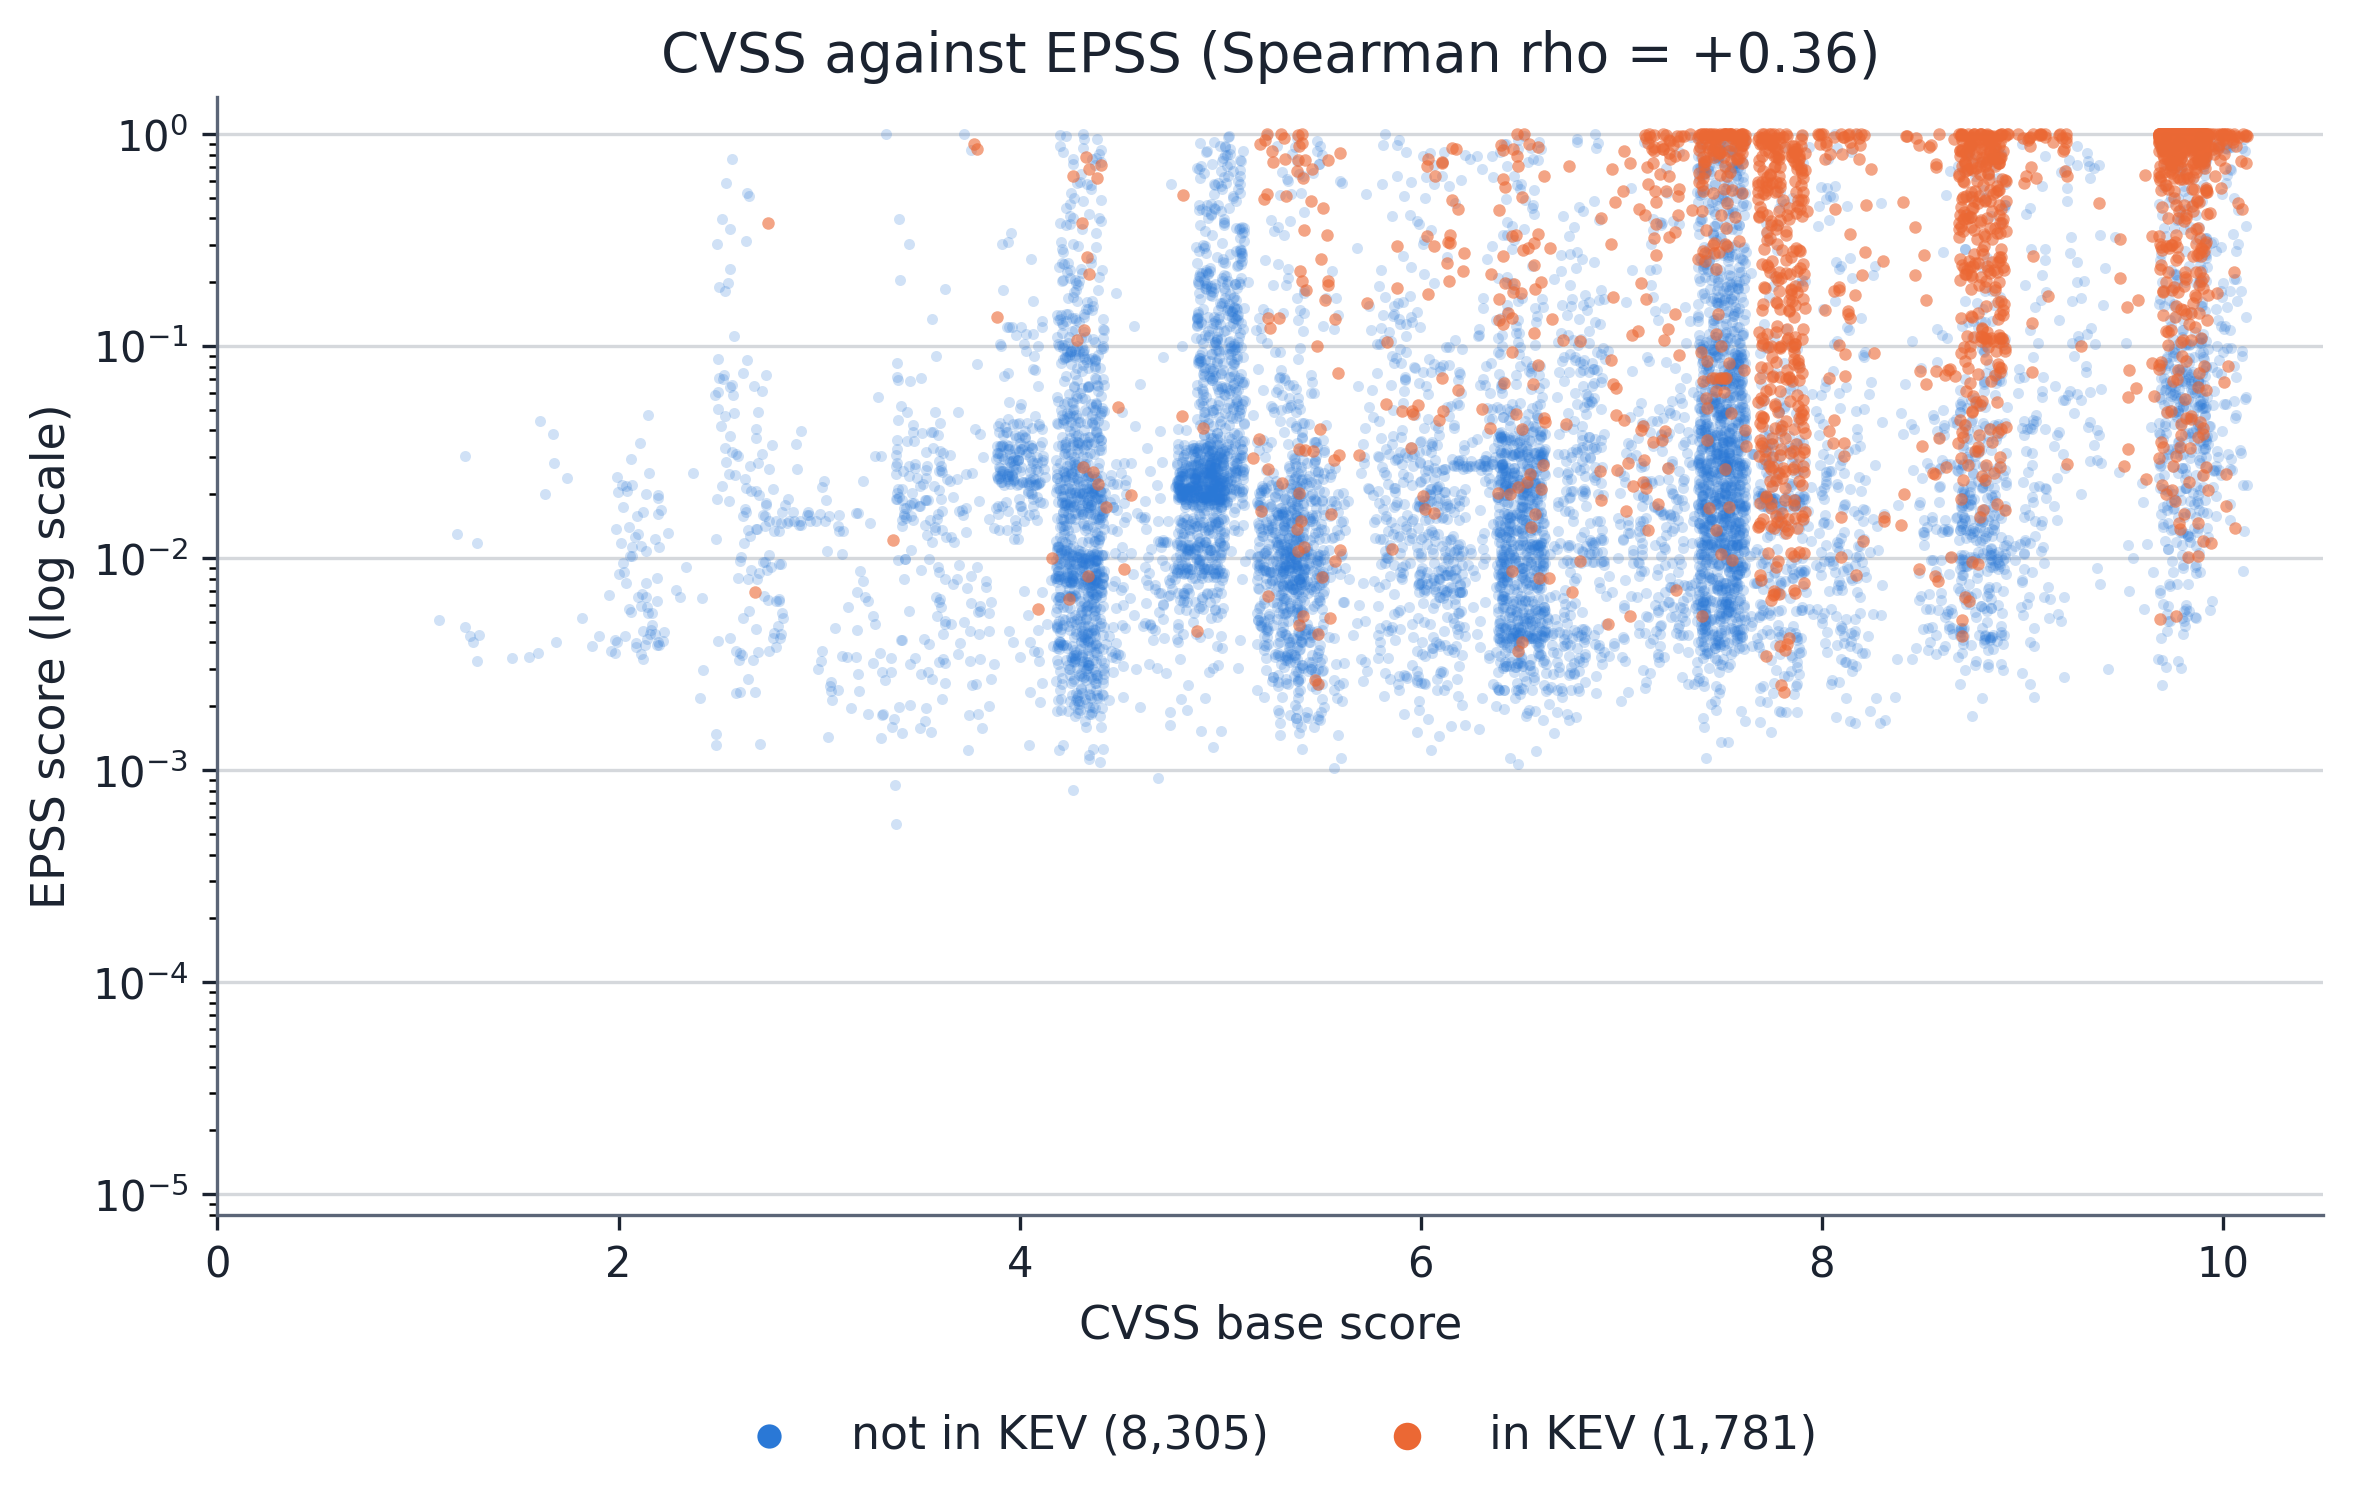 CVSS against EPSS (Spearman rho = +0.36)
EPSS score (log scale)
10⁰
10⁻¹
10⁻²
10⁻³
10⁻⁴
10⁻⁵
0 2 4 6 8 10
CVSS base score
not in KEV (8,305) in KEV (1,781)